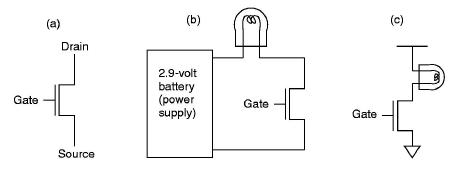 (a)
Drain
Gate
Source
(b)
2.9-volt
battery
(power
supply)
Gate
(c)
Gate